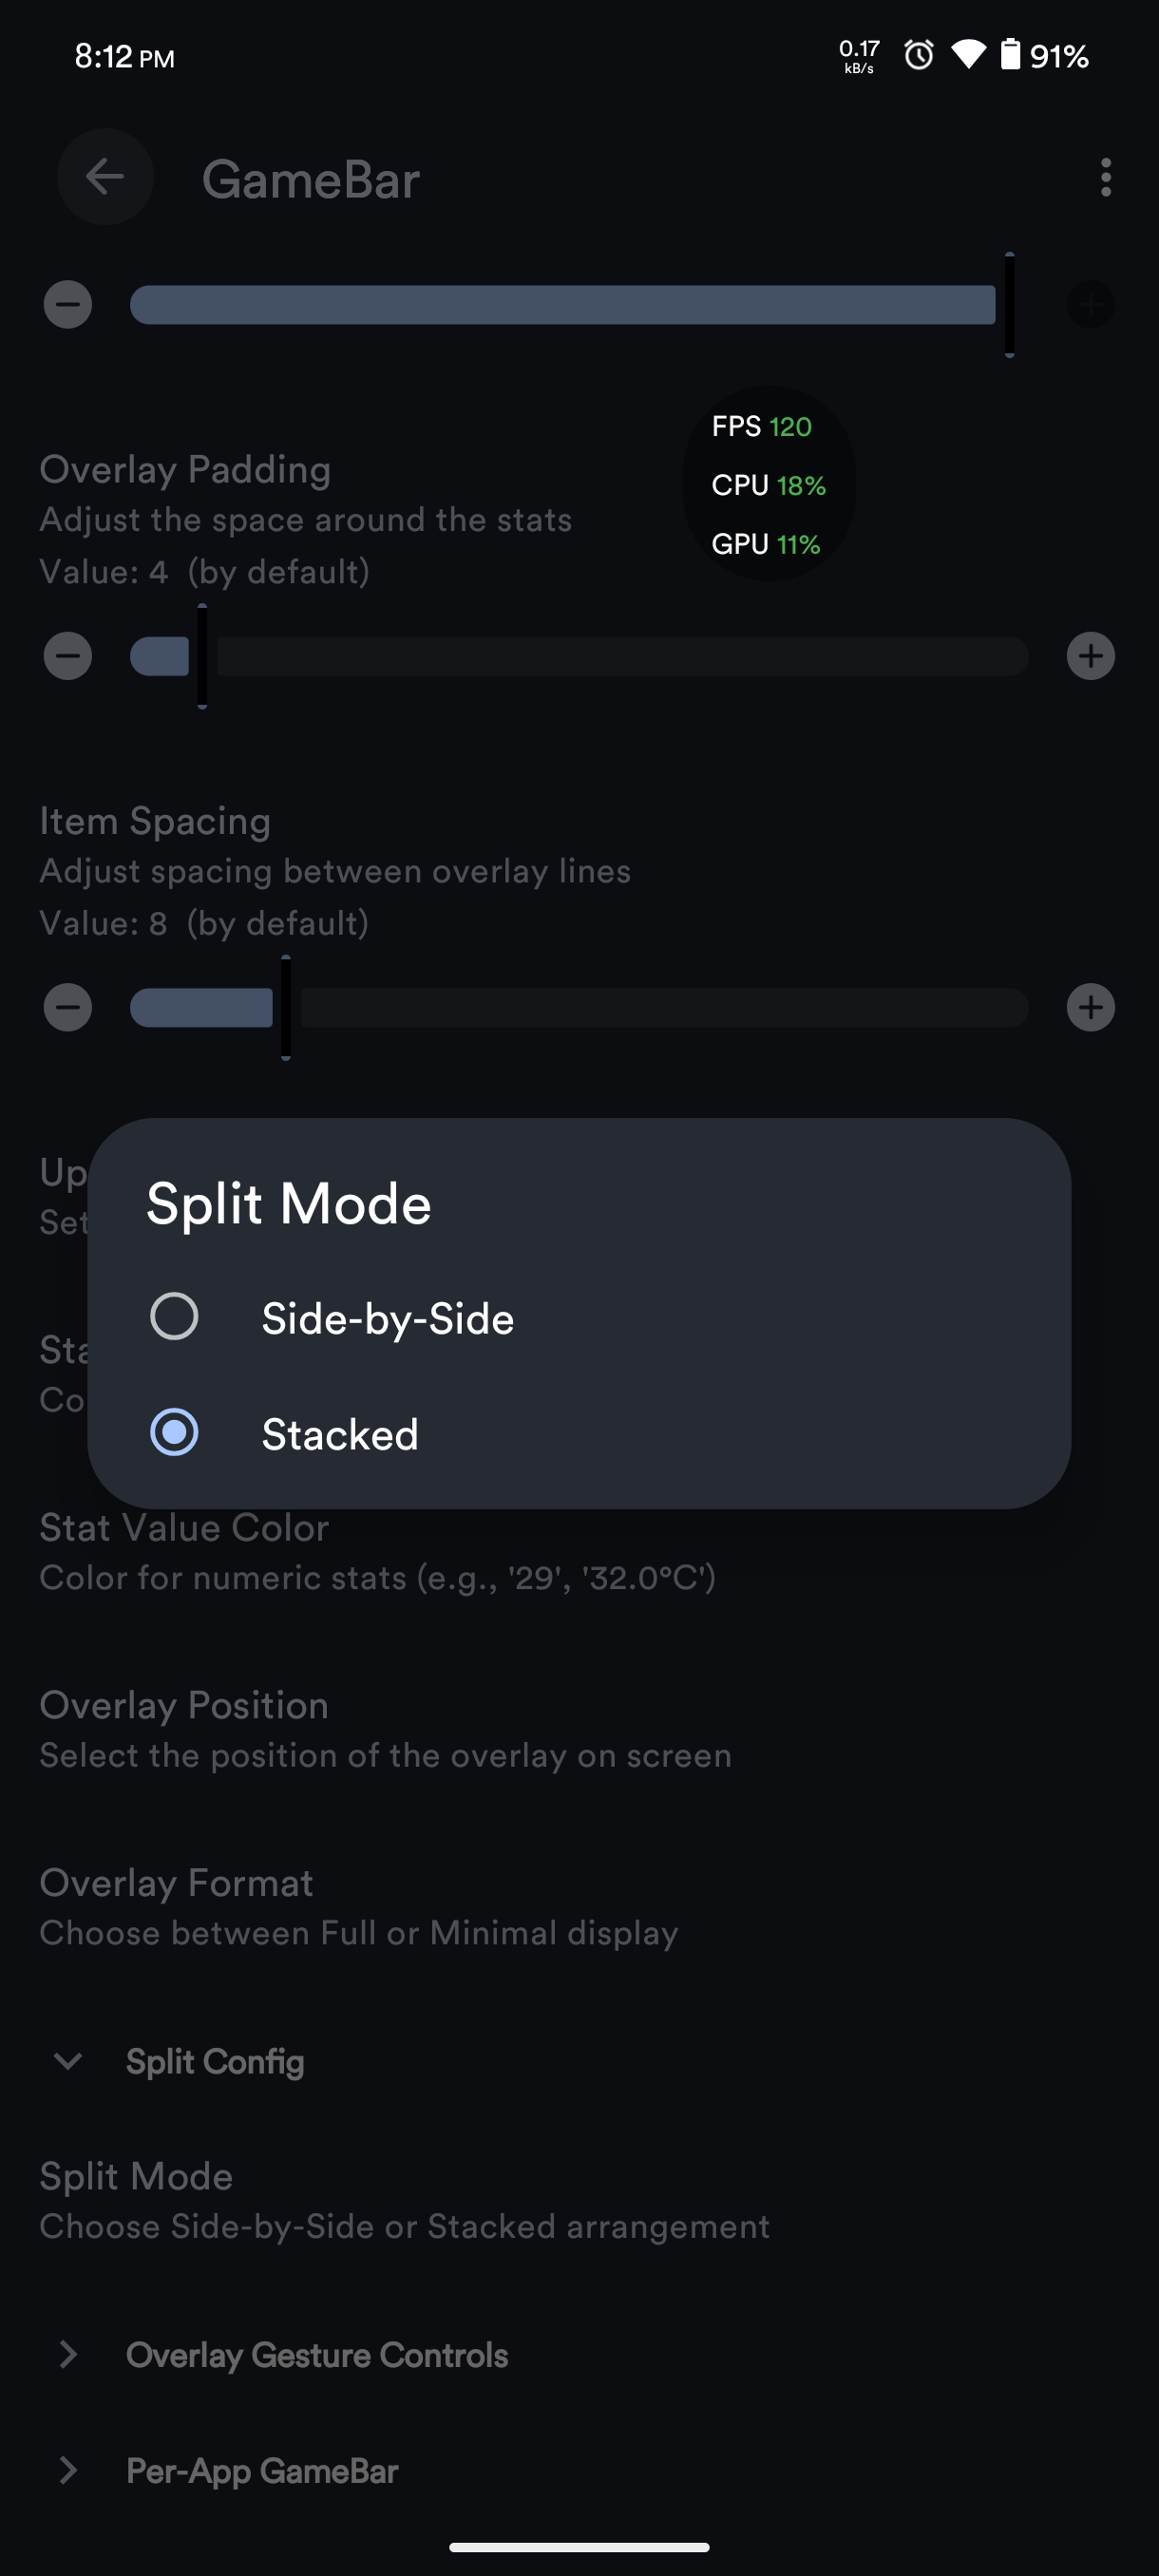 8:12 PM
0.17
kB/s
91%
GameBar
FPS 120
CPU 18%
GPU 11%
Overlay Padding
Adjust the space around the stats
Value: 4 (by default)
Item Spacing
Adjust spacing between overlay lines
Value: 8 (by default)
Up
Set
Split Mode
Side-by-Side
Sta
Co
Stacked
Stat Value Color
Color for numeric stats (e.g., '29', '32.0°C')
Overlay Position
Select the position of the overlay on screen
Overlay Format
Choose between Full or Minimal display
Split Config
Split Mode
Choose Side-by-Side or Stacked arrangement
Overlay Gesture Controls
Per-App GameBar